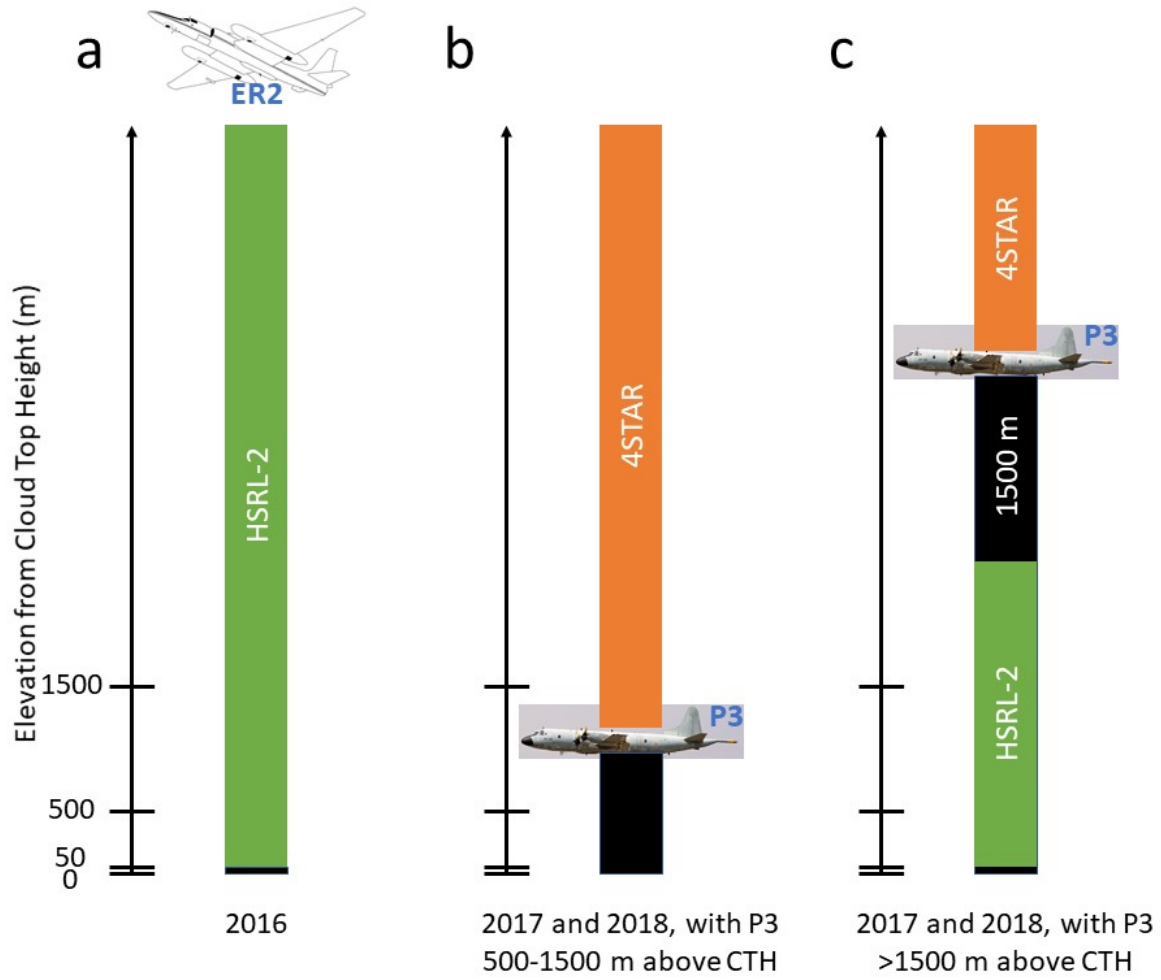 a
b
c
ER2
Elevation from Cloud Top Height (m)
1500
500
50
0
HSRL-2
2016
4STAR
P3
2017 and 2018, with P3
500-1500 m above CTH
4STAR
P3
1500 m
HSRL-2
2017 and 2018, with P3
>1500 m above CTH